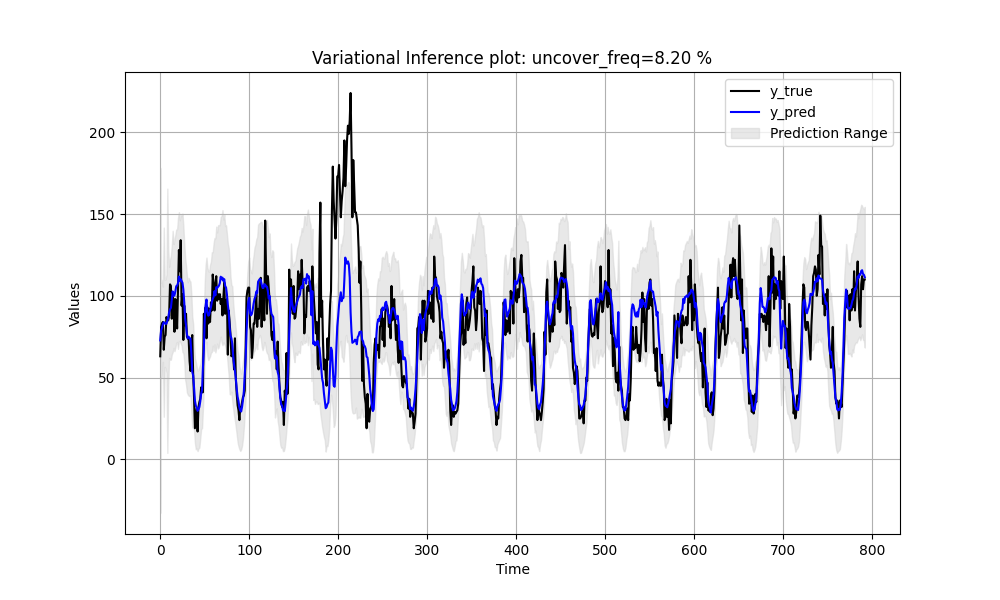 Variational Inference plot: uncover_freq=8.20 %
y_true
y_pred
Prediction Range
Values
200
150
100
50
0
0 100 200 300 400 500 600 700 800
Time